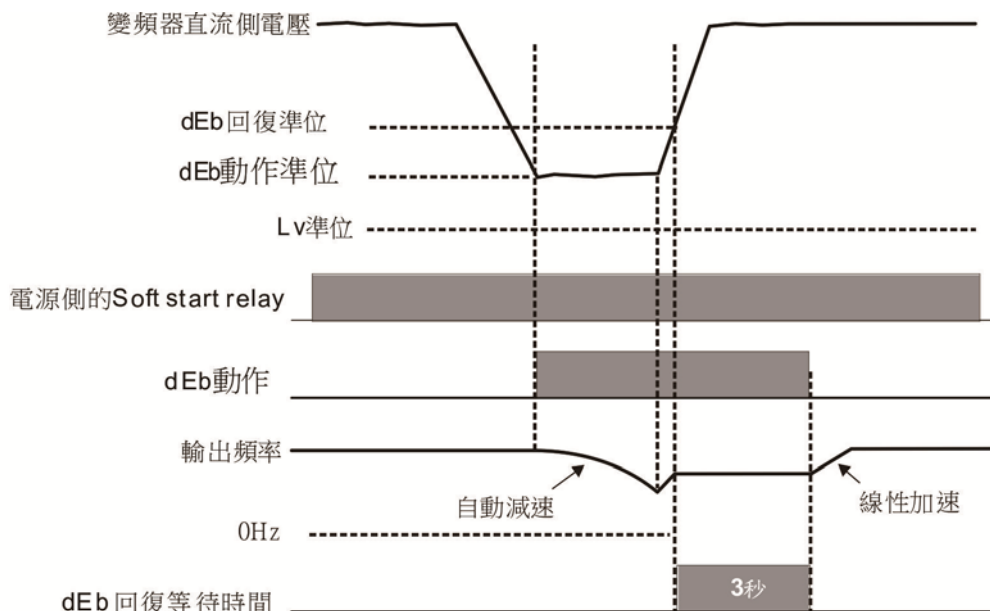 變頻器直流側電壓
dEb回復準位
dEb動作準位
Lv準位
電源側的Soft start relay
dEb動作
輸出頻率
自動減速
線性加速
0Hz
3秒
dEb回復等待時間